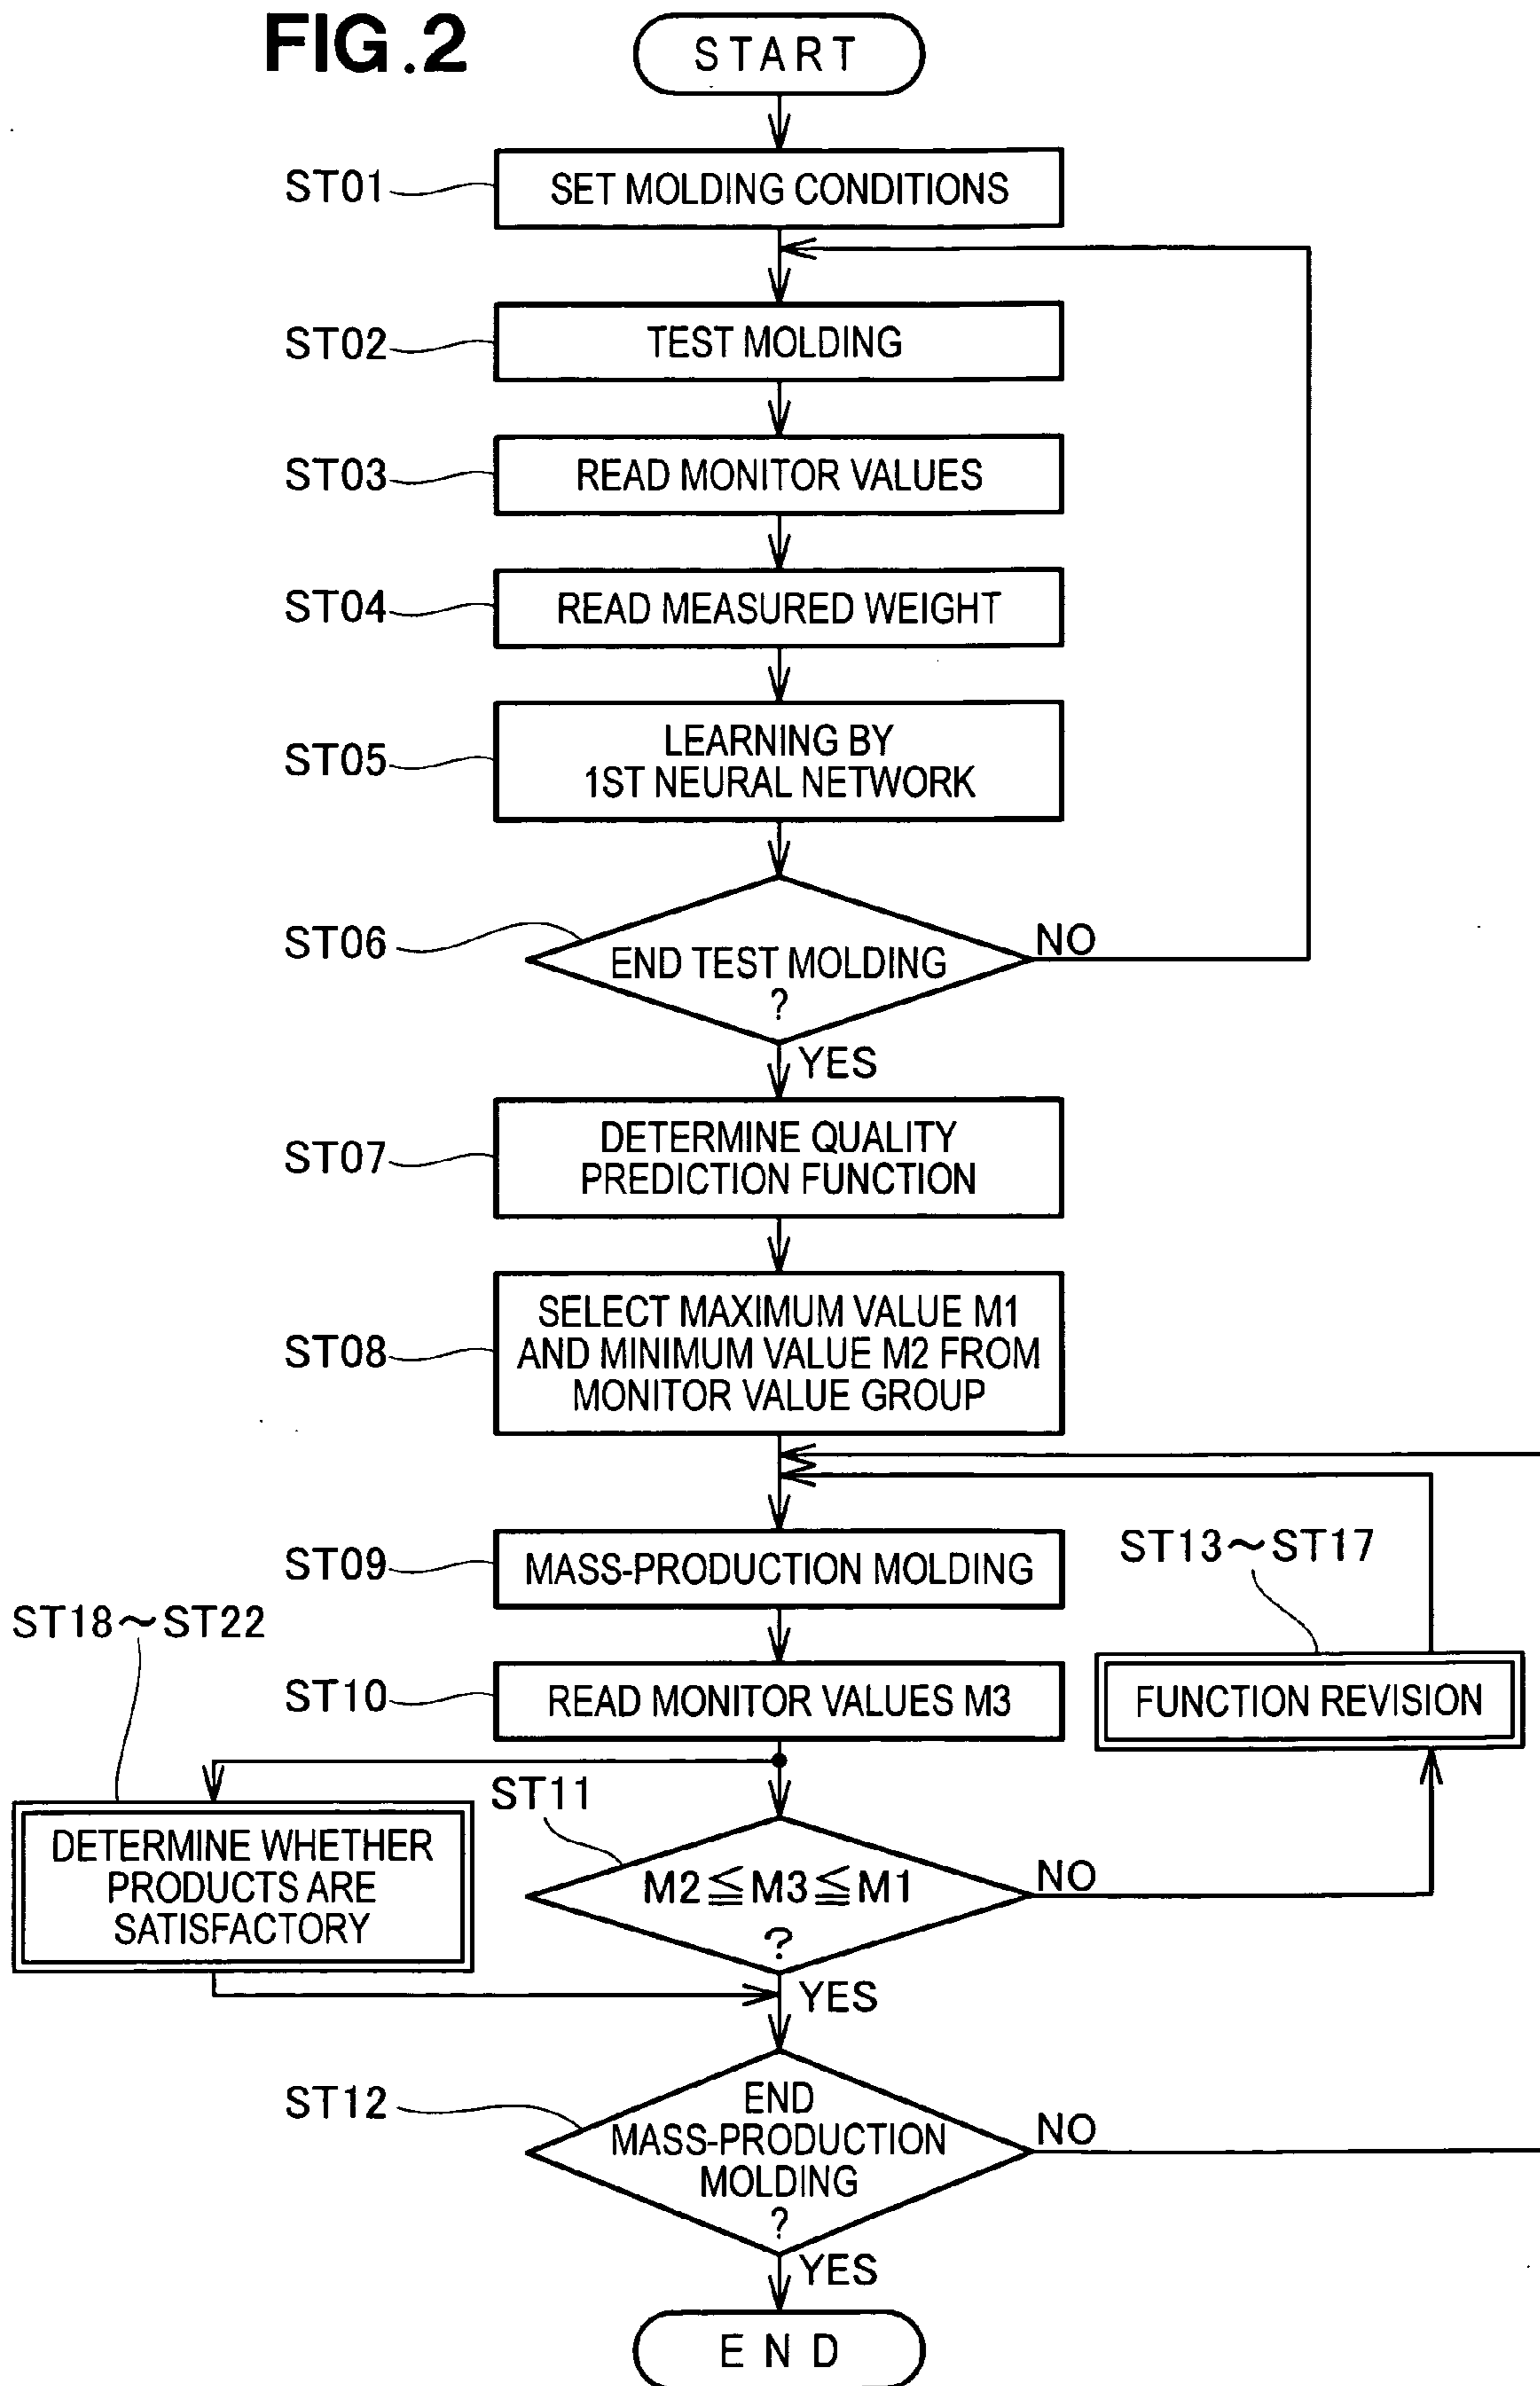 FIG.2
START
ST01
SET MOLDING CONDITIONS
ST02
TEST MOLDING
ST03
READ MONITOR VALUES
ST04
READ MEASURED WEIGHT
ST05
LEARNING BY
1ST NEURAL NETWORK
ST06
END TEST MOLDING
?
NO
YES
ST07
DETERMINE QUALITY
PREDICTION FUNCTION
ST08
SELECT MAXIMUM VALUE M1
AND MINIMUM VALUE M2 FROM
MONITOR VALUE GROUP
ST09
MASS-PRODUCTION MOLDING
ST13～ST17
FUNCTION REVISION
ST18～ST22
ST10
READ MONITOR VALUES M3
DETERMINE WHETHER
PRODUCTS ARE
SATISFACTORY
ST11
M2≦M3≦M1
?
NO
YES
ST12
END
MASS-PRODUCTION
MOLDING
?
NO
YES
END